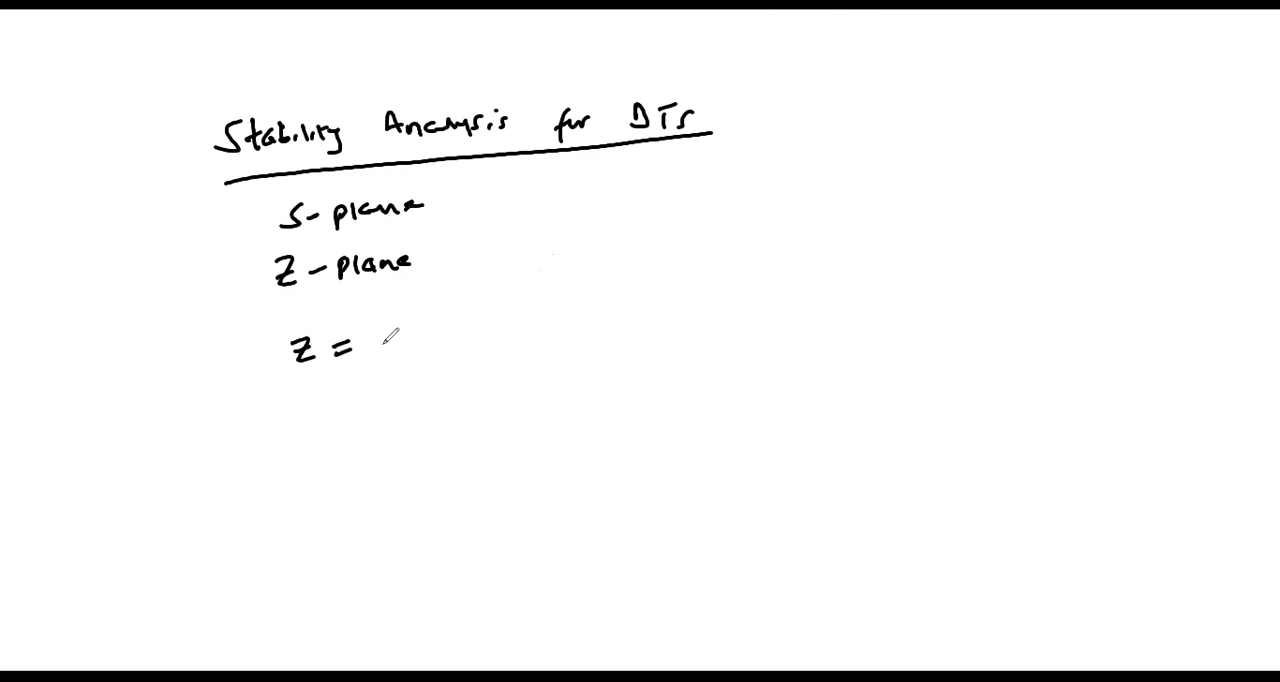 Stability Analysis for DTS
S-plane
Z-plane
Z =